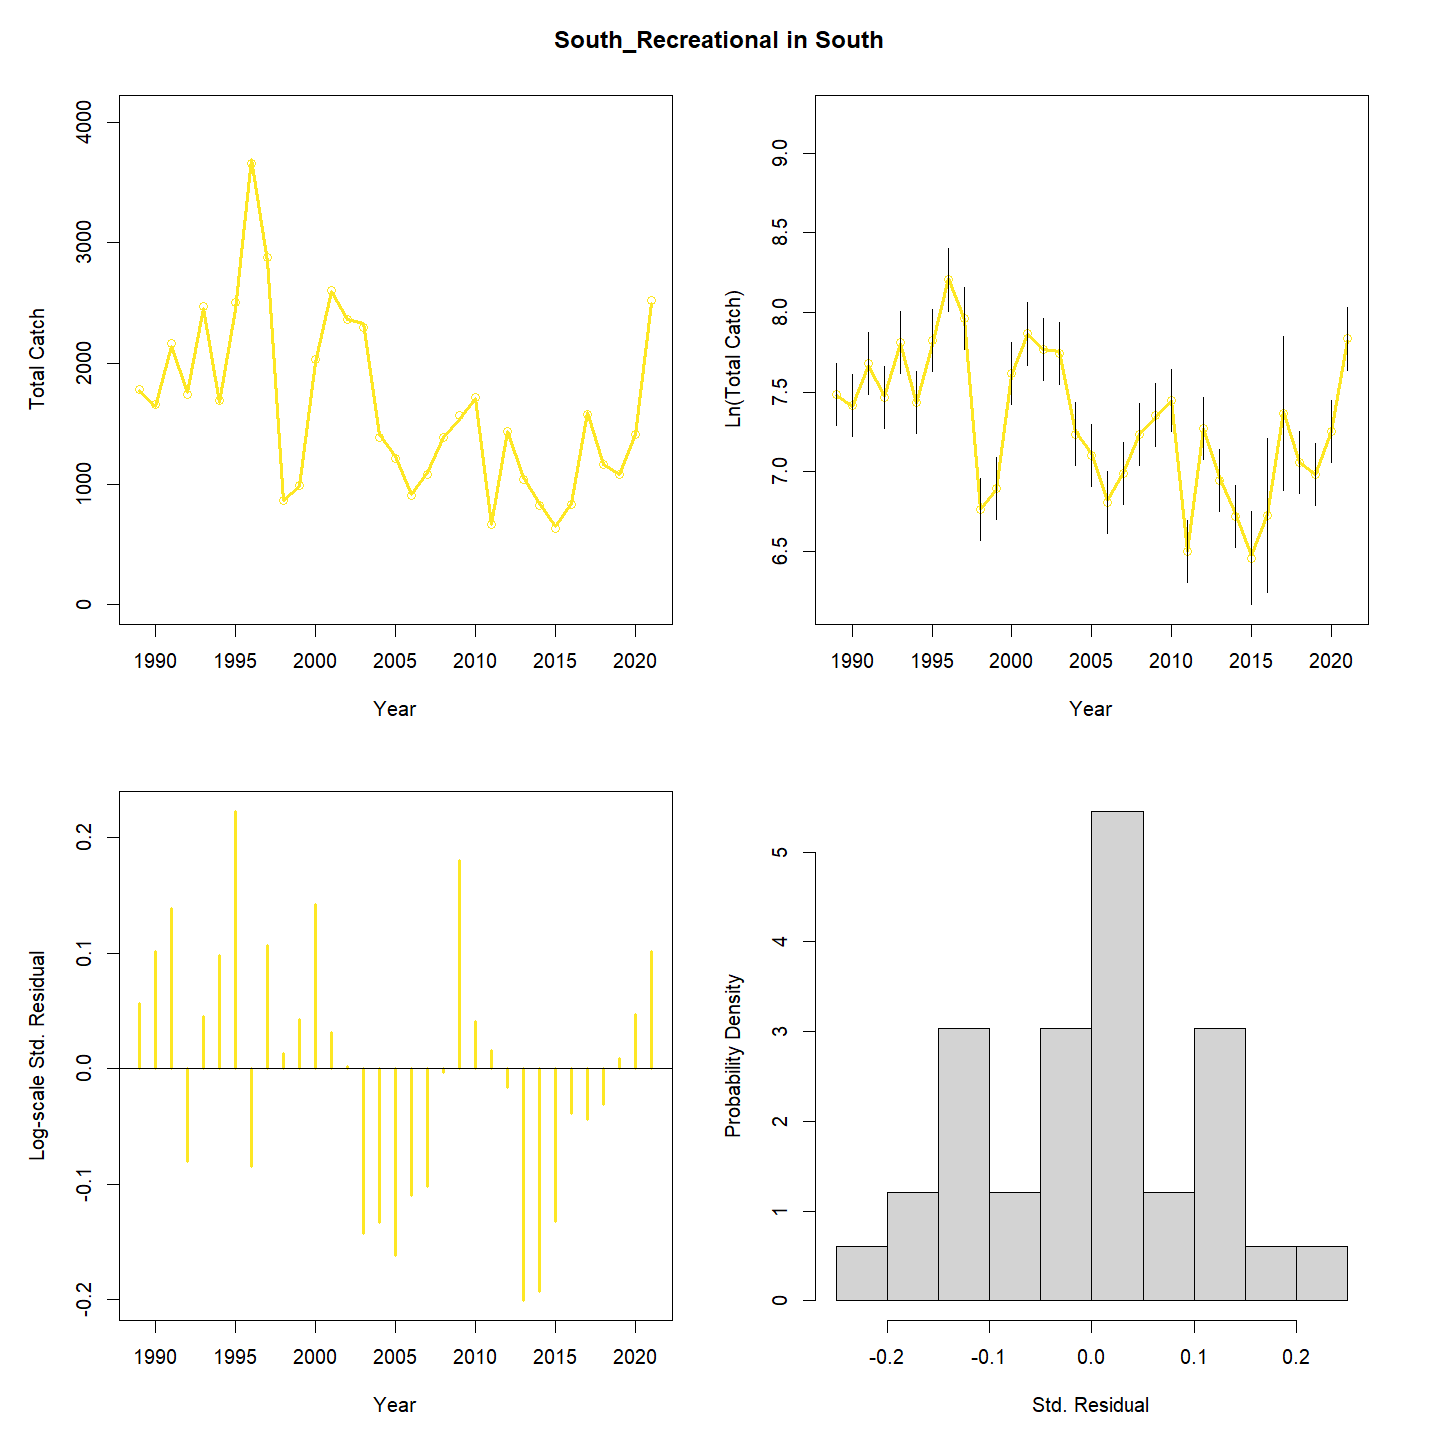 South_Recreational in South
Total Catch
4000
3000
2000
1000
0
1990 1995 2000 2005 2010 2015 2020
Year
Ln(Total Catch)
9.0
8.5
8.0
7.5
7.0
6.5
1990 1995 2000 2005 2010 2015 2020
Year
Log-scale Std. Residual
0.2
0.1
0.0
-0.1
-0.2
1990 1995 2000 2005 2010 2015 2020
Year
Probability Density
5
4
3
2
1
0
-0.2 -0.1 0.0 0.1 0.2
Std. Residual